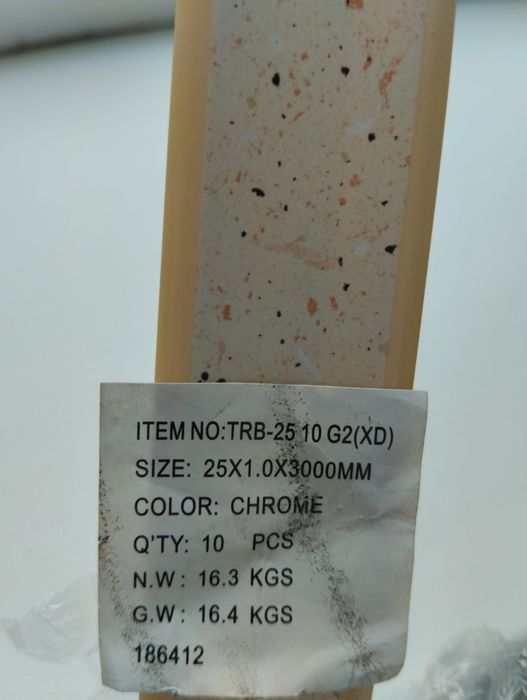 ITEM NO:TRB-25 10 G2(XD)
SIZE: 25X1.0X3000MM
COLOR: CHROME
Q'TY: 10 PCS
N.W: 16.3 KGS
G.W: 16.4 KGS
186412